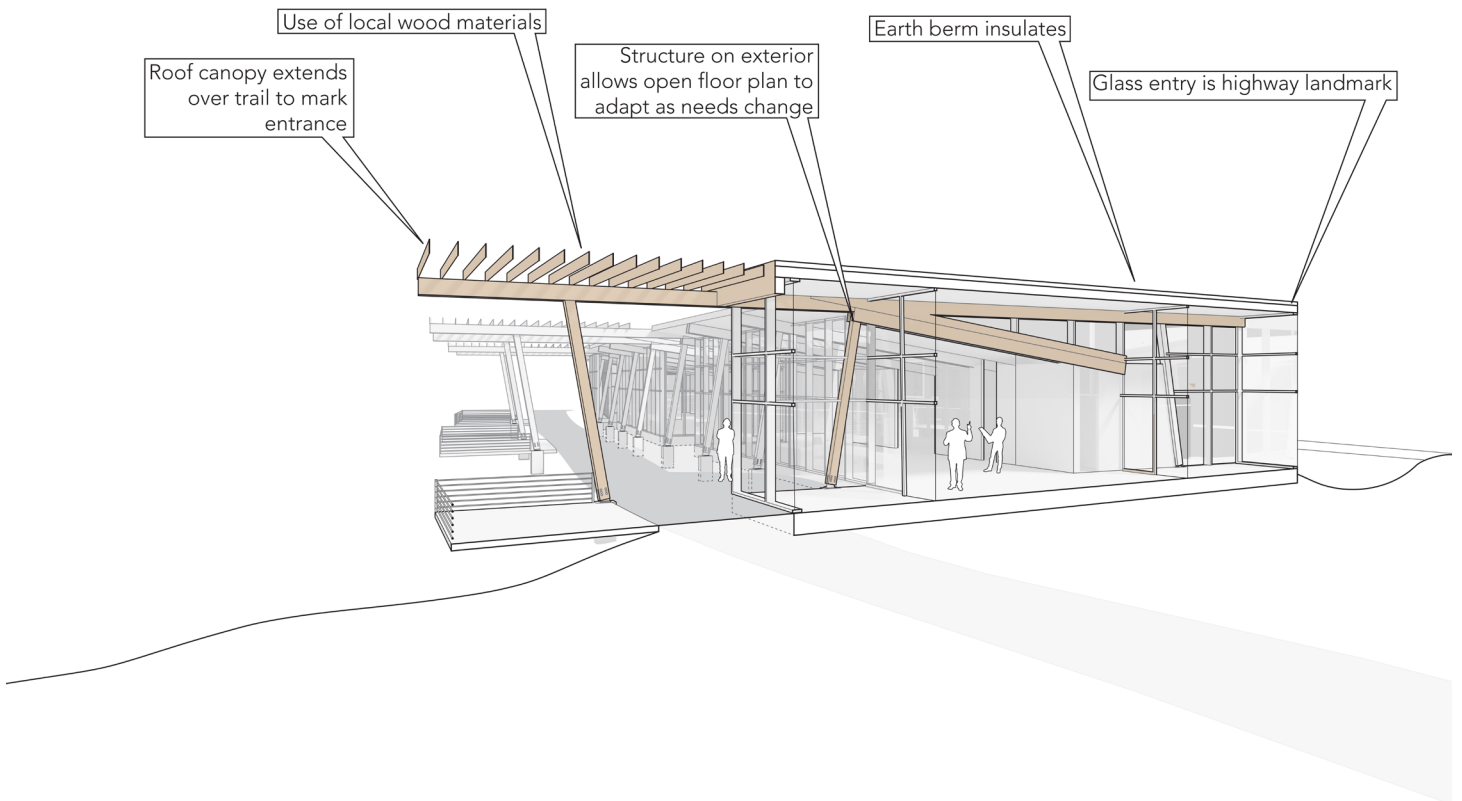 Use of local wood materials
Earth berm insulates
Structure on exterior
allows open floor plan to
adapt as needs change
Roof canopy extends
over trail to mark
entrance
Glass entry is highway landmark